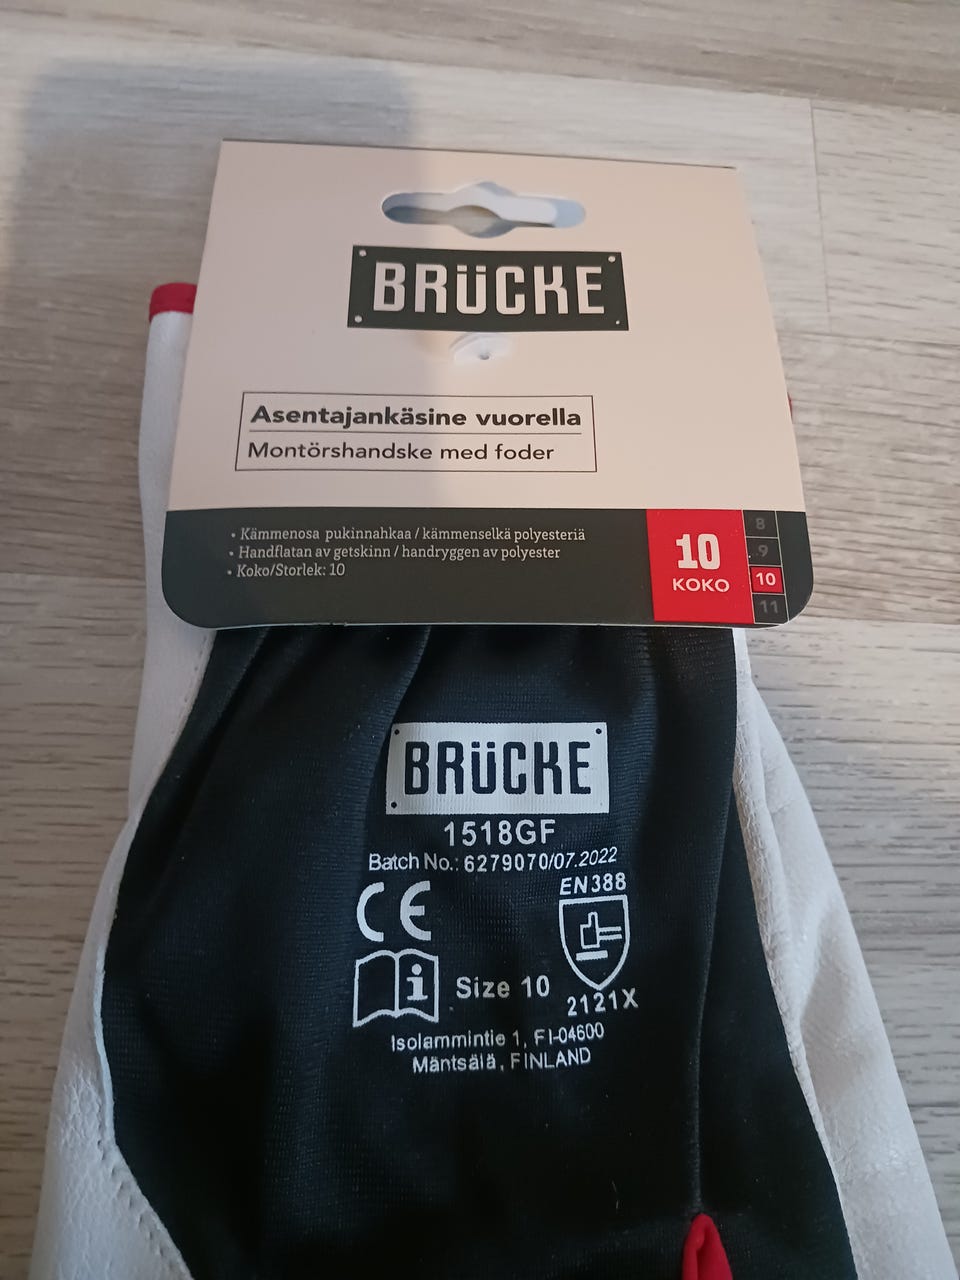 BRÜCKE
Asentajankäsine vuorella
Montörshandske med foder
• Kämmenosa pukinnahkaa / kämmenselkä polyesteriä
• Handflatan av getskinn / handryggen av polyester
• Koko/Storlek: 10
10
KOKO
8
9
10
11
BRÜCKE
1518GF
Batch No.: 6279070/07.2022
CE
EN388
i
Size 10
2121X
Isolammintie 1, FI-04600
Mäntsälä, FINLAND